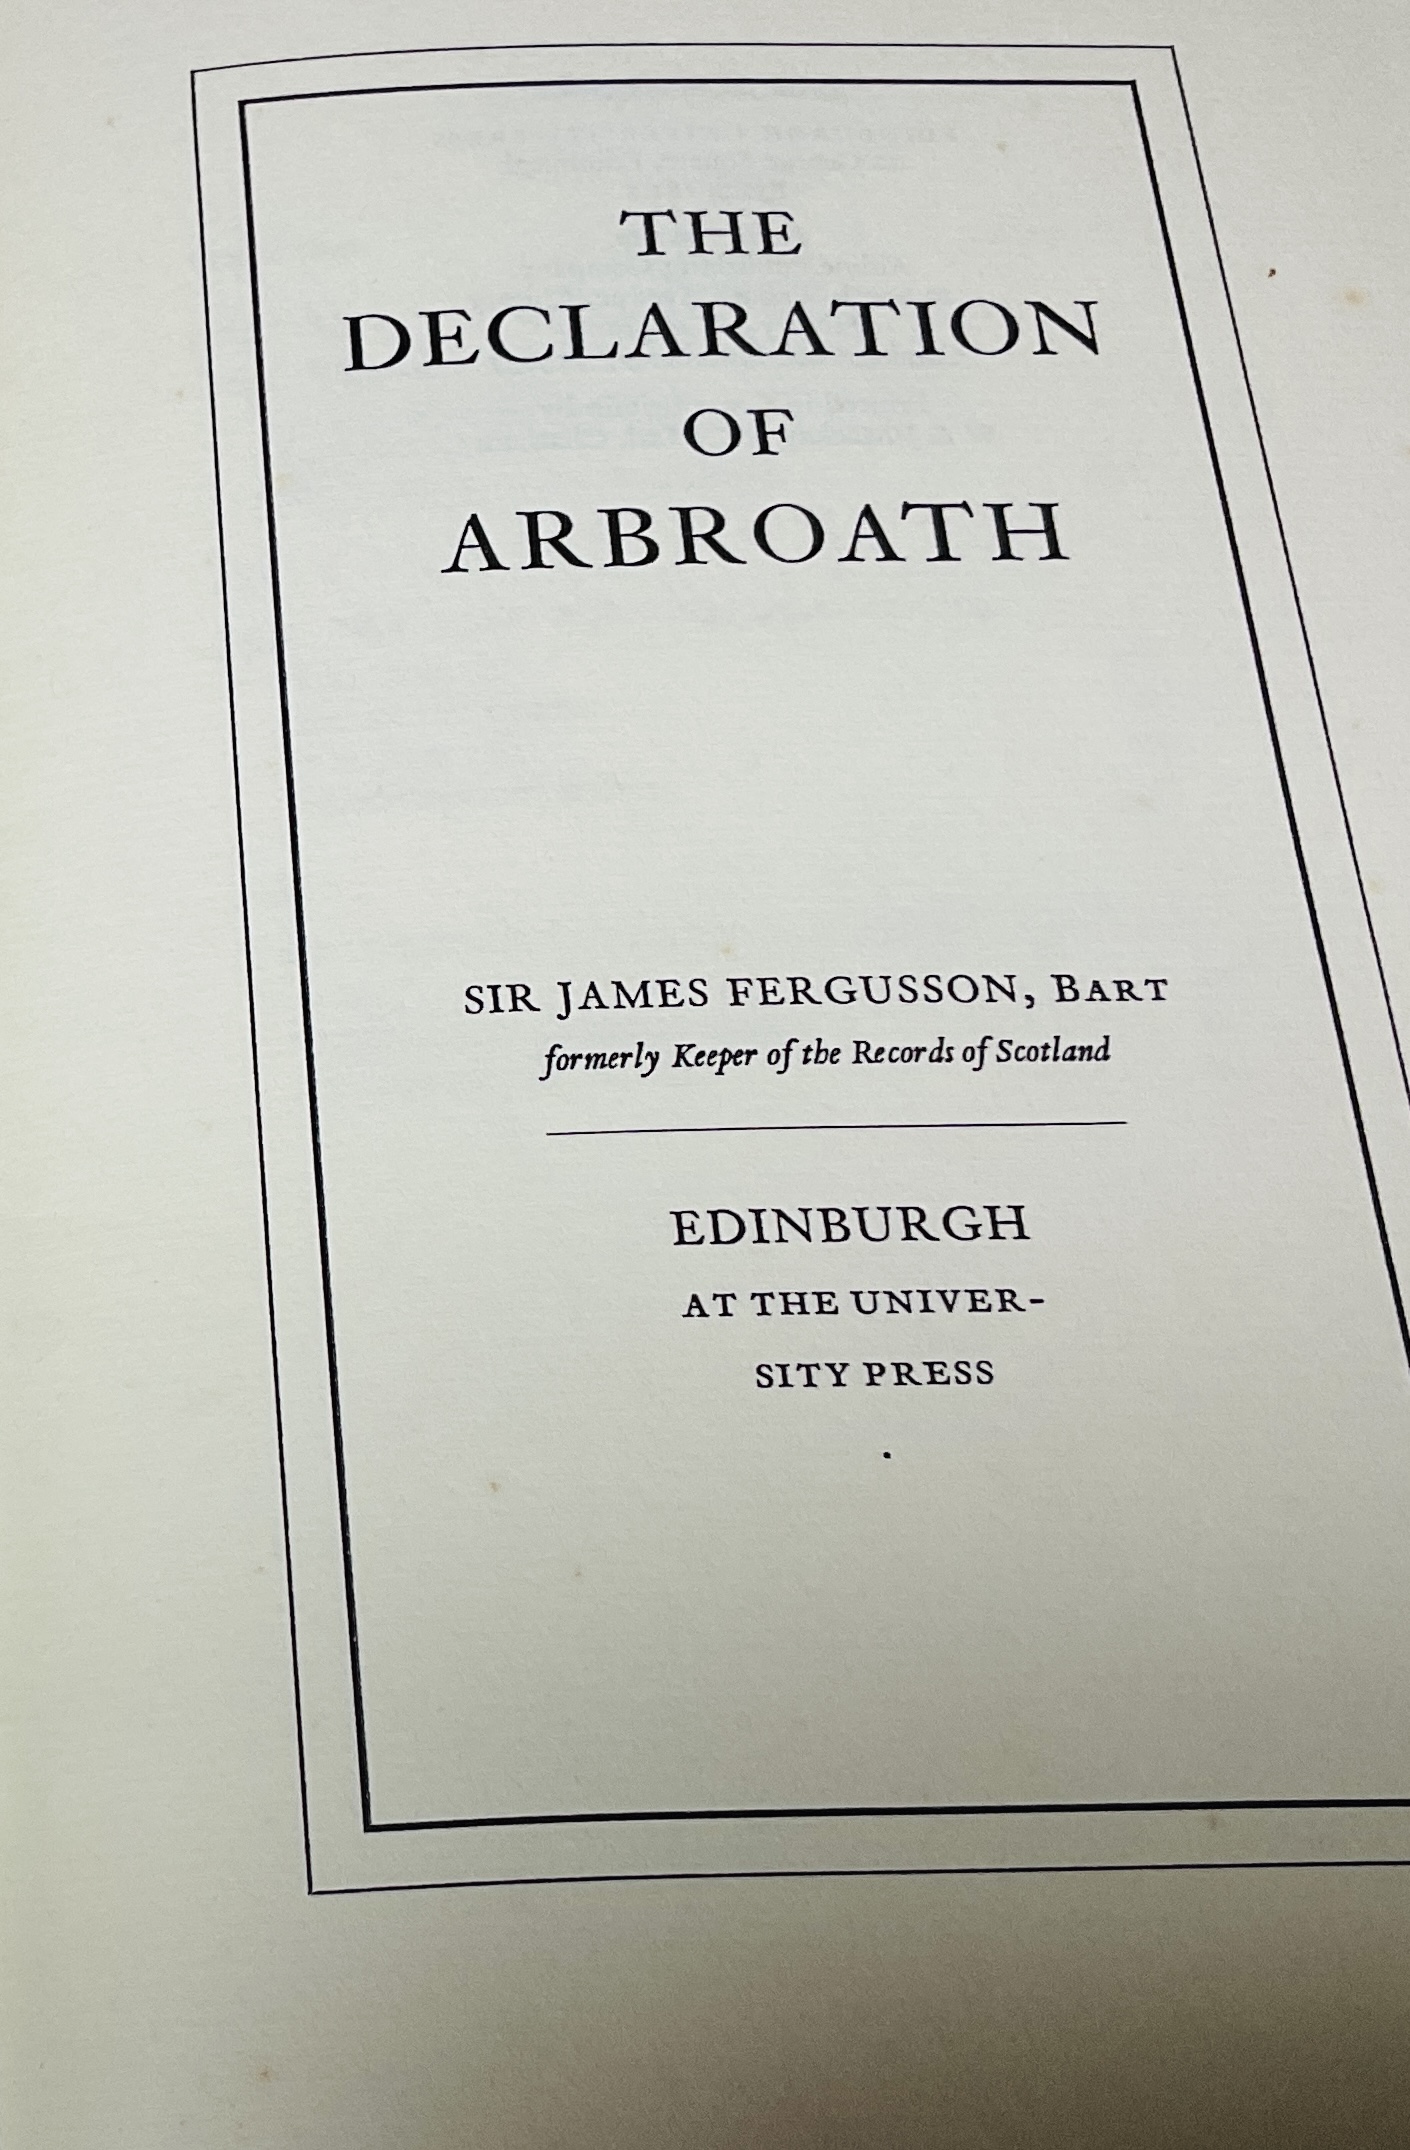 THE
DECLARATION
OF
ARBROATH
SIR JAMES FERGUSSON, BART
formerly Keeper of the Records of Scotland
EDINBURGH
AT THE UNIVER-
SITY PRESS
.